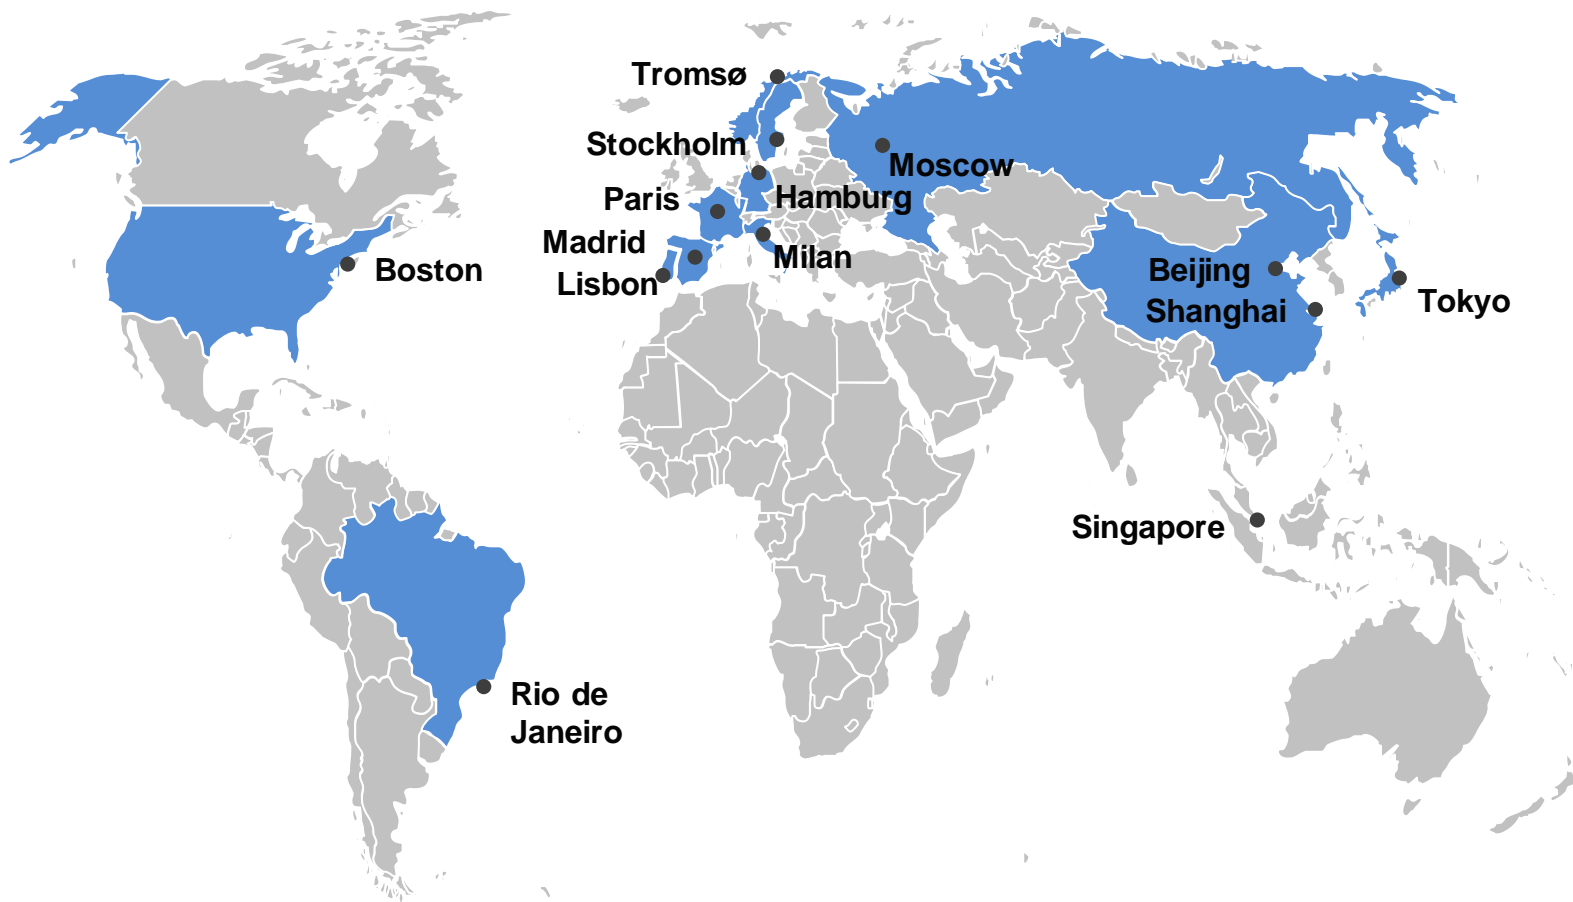 Tromsø
Stockholm
Moscow
Paris
Hamburg
Madrid
Milan
Lisbon
Boston
Beijing
Shanghai
Tokyo
Singapore
Rio de
Janeiro